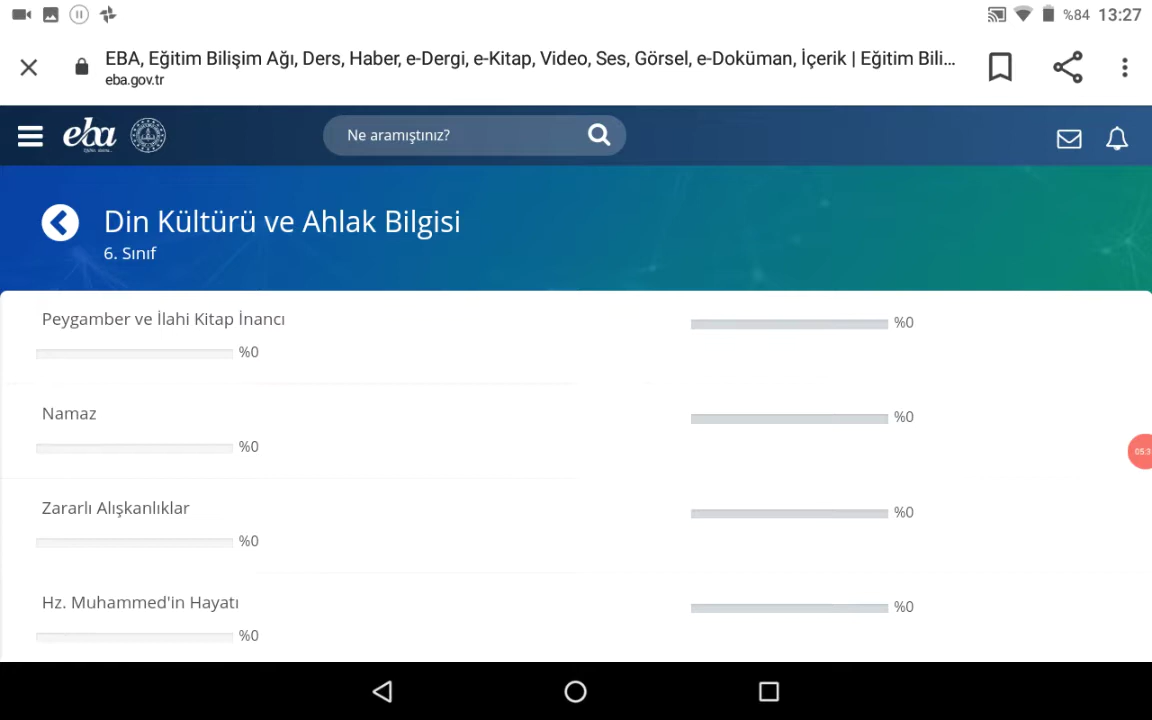 %84 13:27
EBA, Eğitim Bilişim Ağı, Ders, Haber, e-Dergi, e-Kitap, Video, Ses, Görsel, e-Doküman, İçerik | Eğitim Bili...
eba.gov.tr
eba
Ne aramıştınız?
Din Kültürü ve Ahlak Bilgisi
6. Sınıf
Peygamber ve İlahi Kitap İnancı
%0
%0
Namaz
%0
%0
Zararlı Alışkanlıklar
%0
%0
Hz. Muhammed'in Hayatı
%0
%0
05:3